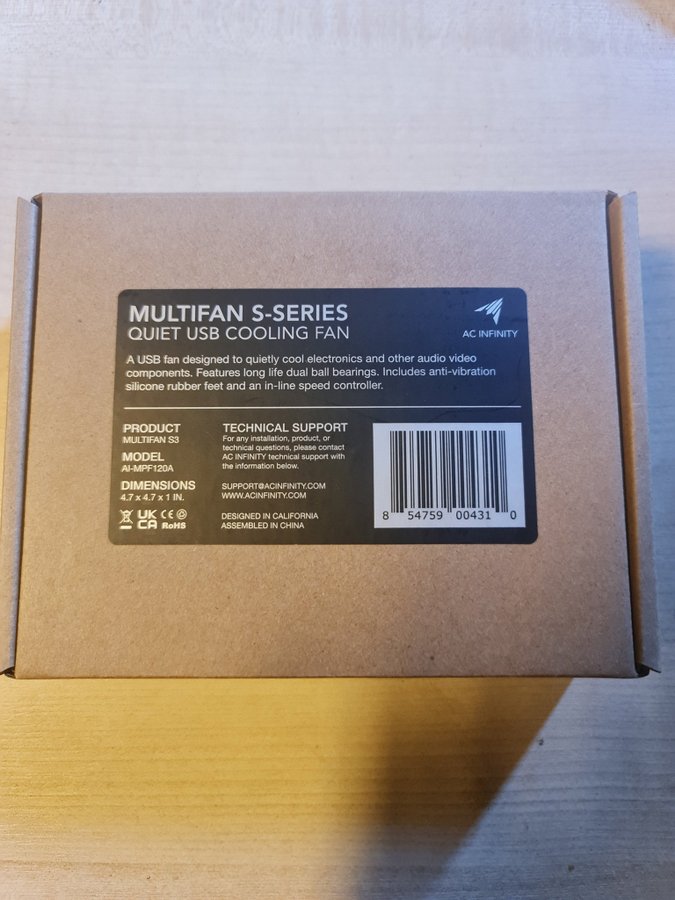 MULTIFAN S-SERIES
QUIET USB COOLING FAN
AC INFINITY
A USB fan designed to quietly cool electronics and other audio video
components. Features long life dual ball bearings. Includes anti-vibration
silicone rubber feet and an in-line speed controller.
PRODUCT
MULTIFAN S3
MODEL
AI-MPF120A
DIMENSIONS
4.7 x 4.7 x 1 IN.
UK
CA CE RoHS
TECHNICAL SUPPORT
For any installation, product, or
technical questions, please contact
AC INFINITY technical support with
the information below.
SUPPORT@ACINFINITY.COM
WWW.ACINFINITY.COM
DESIGNED IN CALIFORNIA
ASSEMBLED IN CHINA
8 54759 00431 0